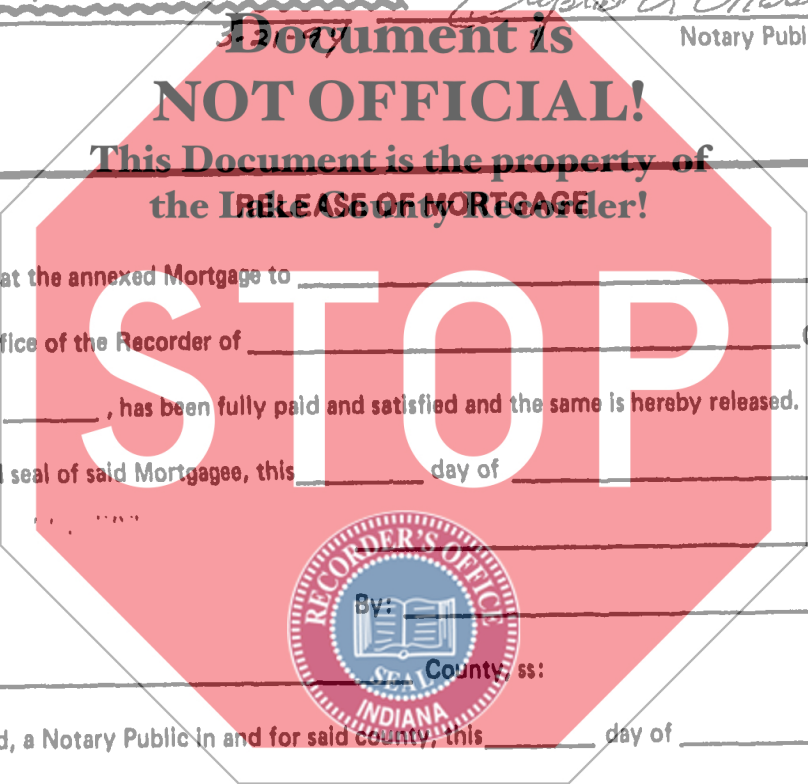 3-21-94
Document is
Notary Publi
NOT OFFICIAL!
This Document is the property of
the Lake County Recorder!
RELEASE OF MORTGAGE
at the annexed Mortgage to
fice of the Recorder of
, has been fully paid and satisfied and the same is hereby released.
seal of said Mortgagee, this day of
STOP
RECORDER'S OFFICE
By:
SEAL
County, ss:
INDIANA
d, a Notary Public in and for said county, this day of